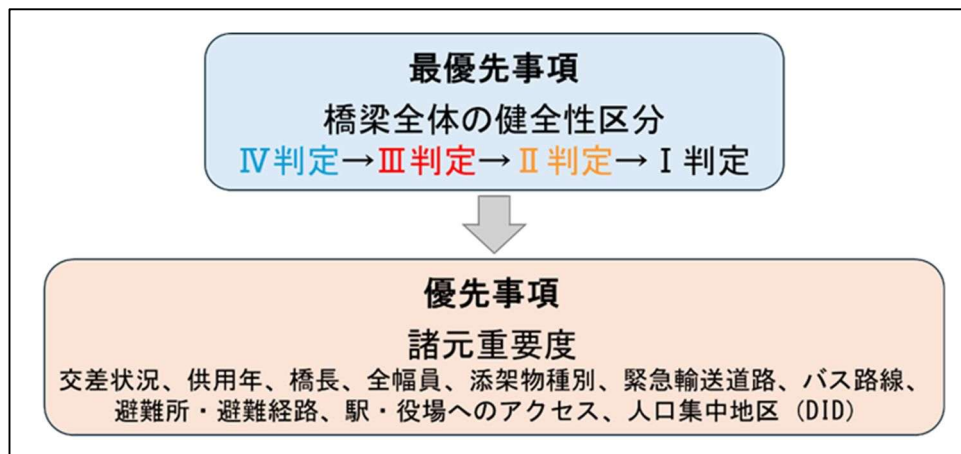 最優先事項
橋梁全体の健全性区分
Ⅳ判定→Ⅲ判定→Ⅱ判定→Ⅰ判定
優先事項
諸元重要度
交差状況、供用年、橋長、全幅員、添架物種別、緊急輸送道路、バス路線、
避難所・避難経路、駅・役場へのアクセス、人口集中地区（DID）